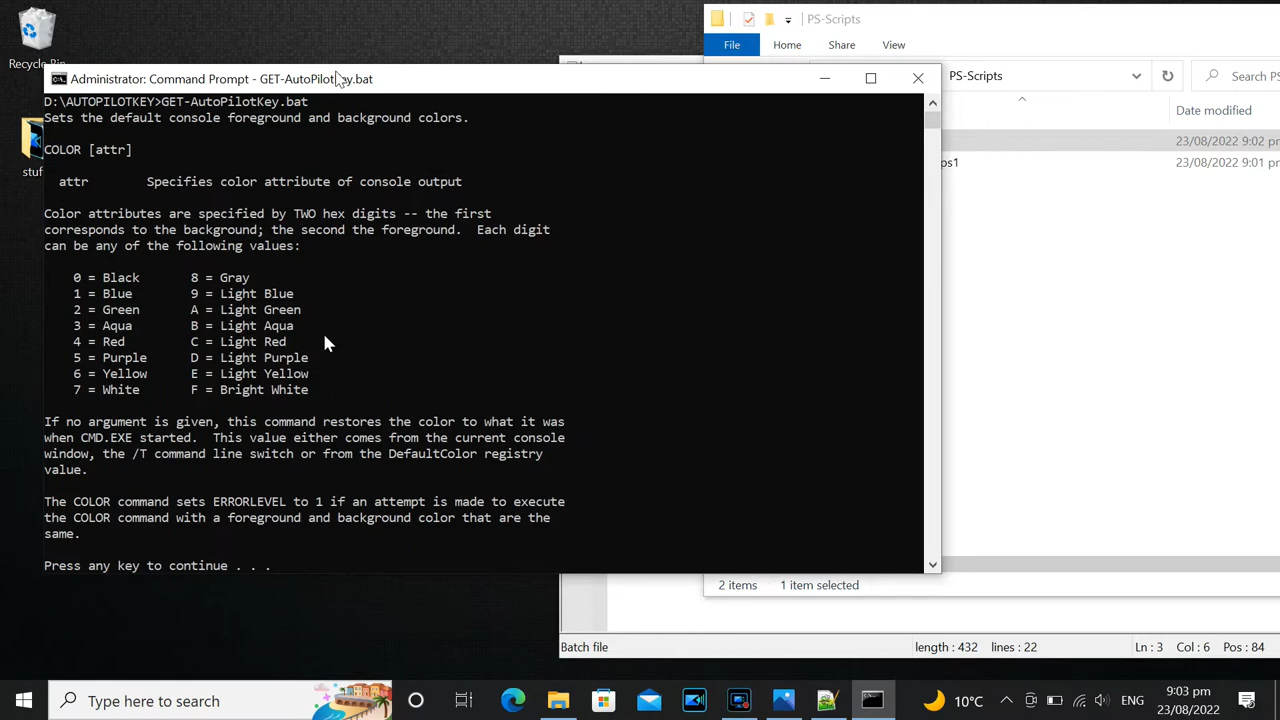 Recycle Bin
stuf
PS-Scripts
File Home Share View
PS-Scripts
Search PS
Date modified
23/08/2022 9:02 pm
ps1
23/08/2022 9:01 pm
2 items 1 item selected
Batch file
length : 432 lines : 22
Ln : 3 Col : 6 Pos : 84
Administrator: Command Prompt - GET-AutoPilotKey.bat
D:\AUTOPILOTKEY>GET-AutoPilotKey.bat
Sets the default console foreground and background colors.
COLOR [attr]
attr Specifies color attribute of console output
Color attributes are specified by TWO hex digits -- the first
corresponds to the background; the second the foreground. Each digit
can be any of the following values:
0 = Black 8 = Gray
1 = Blue 9 = Light Blue
2 = Green A = Light Green
3 = Aqua B = Light Aqua
4 = Red C = Light Red
5 = Purple D = Light Purple
6 = Yellow E = Light Yellow
7 = White F = Bright White
If no argument is given, this command restores the color to what it was
when CMD.EXE started. This value either comes from the current console
window, the /T command line switch or from the DefaultColor registry
value.
The COLOR command sets ERRORLEVEL to 1 if an attempt is made to execute
the COLOR command with a foreground and background color that are the
same.
Press any key to continue . . .
Type here to search
10°C
ENG
9:03 pm
23/08/2022